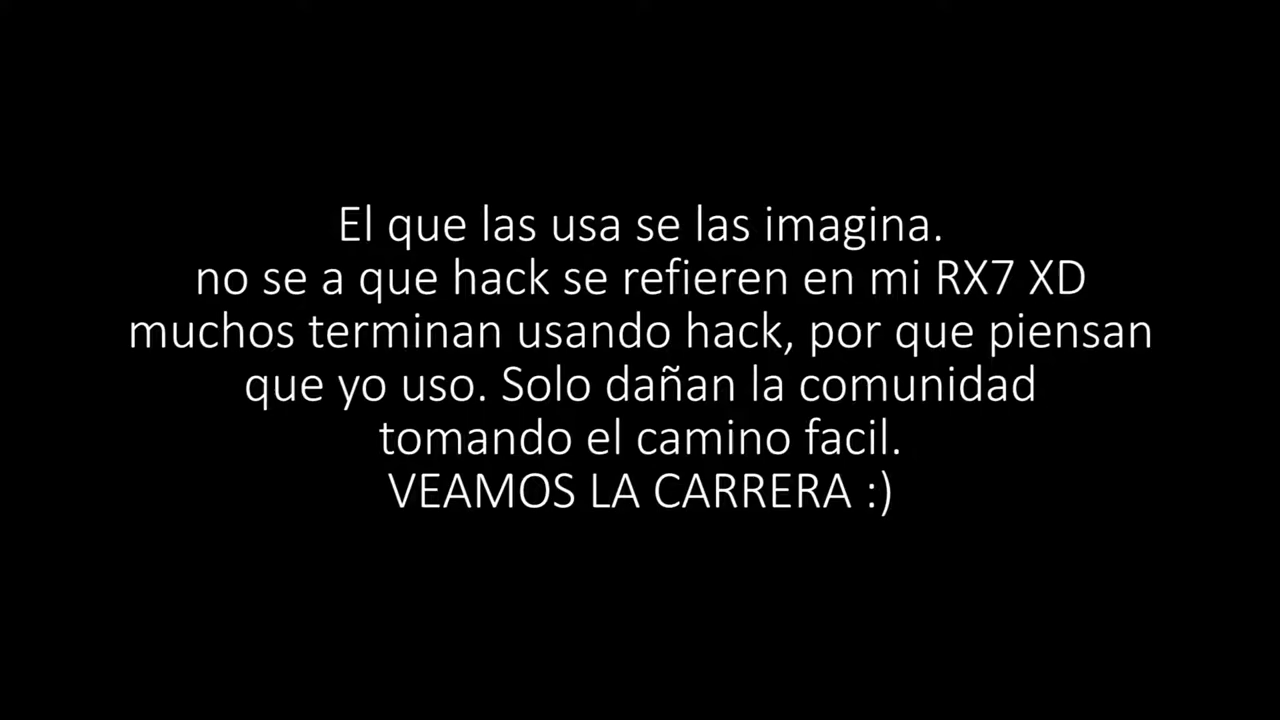 El que las usa se las imagina.
no se a que hack se refieren en mi RX7 XD
muchos terminan usando hack, por que piensan
que yo uso. Solo dañan la comunidad
tomando el camino facil.
VEAMOS LA CARRERA :)